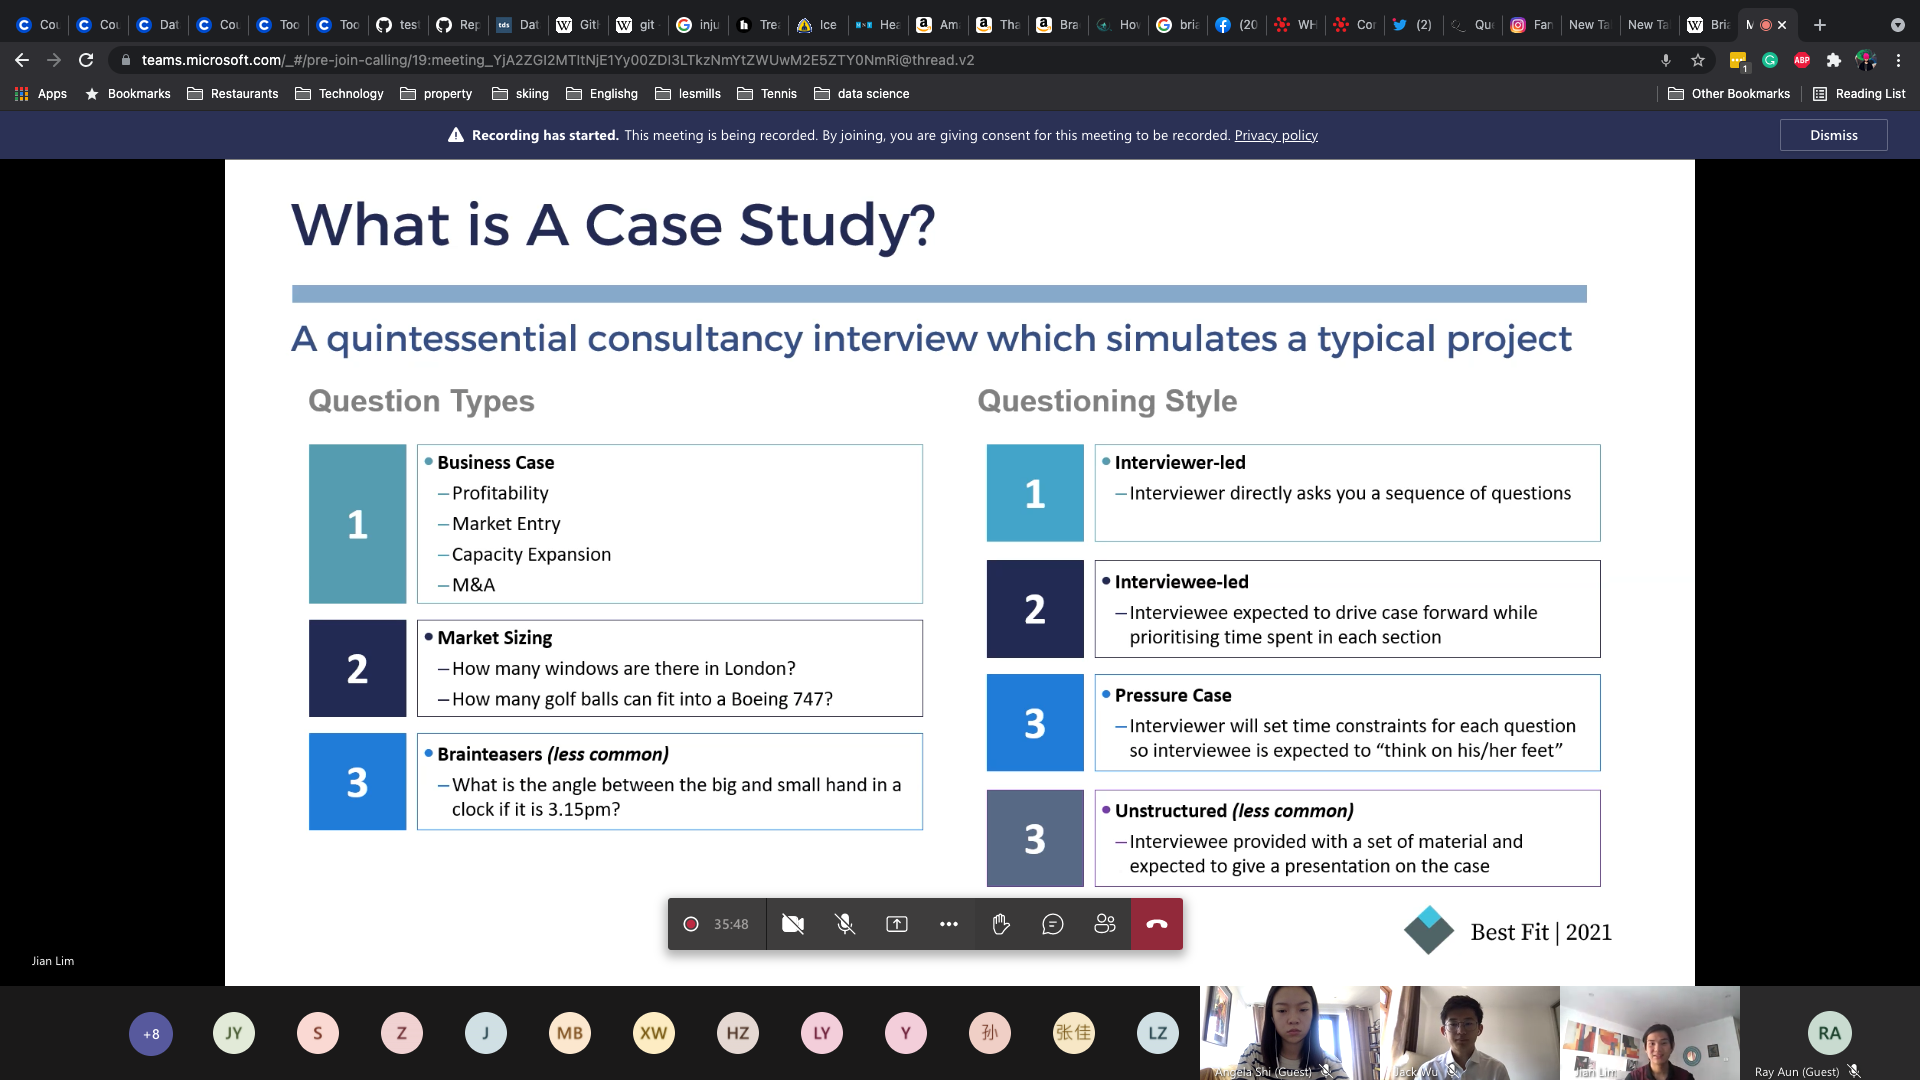 Cou
Cou
Dat
Cou
Too
Too
test
Rep
tds
Dat
Gith
git -
inju
Trea
Ice
Hea
Ama
Tha
Bra
How
bria
(20
WH
Cor
(2)
Que
Fan
New Ta
New Ta
Bria
M
teams.microsoft.com/_#/pre-join-calling/19:meeting_YjA2ZGI2MTItNjE1Yy00ZDI3LTkzNmYtZWUwM2E5ZTY0NmRi@thread.v2
1
ABP
Apps
Bookmarks
Restaurants
Technology
property
skiing
Englishg
lesmills
Tennis
data science
Other Bookmarks
Reading List
Recording has started. This meeting is being recorded. By joining, you are giving consent for this meeting to be recorded. Privacy policy
Dismiss
What is A Case Study?
A quintessential consultancy interview which simulates a typical project
Question Types
1
• Business Case
–Profitability
–Market Entry
–Capacity Expansion
–M&A
2
• Market Sizing
–How many windows are there in London?
–How many golf balls can fit into a Boeing 747?
3
• Brainteasers (less common)
–What is the angle between the big and small hand in a
clock if it is 3.15pm?
Questioning Style
1
• Interviewer-led
–Interviewer directly asks you a sequence of questions
2
• Interviewee-led
–Interviewee expected to drive case forward while
prioritising time spent in each section
3
• Pressure Case
–Interviewer will set time constraints for each question
so interviewee is expected to “think on his/her feet”
3
• Unstructured (less common)
–Interviewee provided with a set of material and
expected to give a presentation on the case
35:48
Best Fit | 2021
Jian Lim
+8
JY
S
Z
J
MB
XW
HZ
LY
Y
孙
张佳
LZ
Angela Shi (Guest)
Jack Wu
Jian Lim
RA
Ray Aun (Guest)